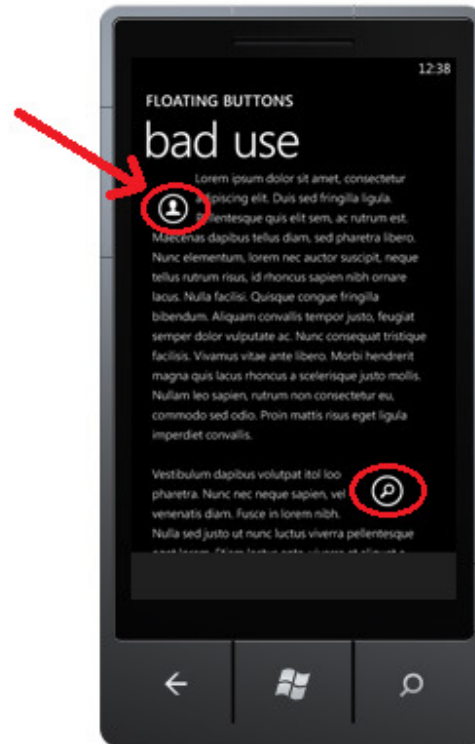 12:38
FLOATING BUTTONS
bad use
Lorem ipsum dolor sit amet, consectetur
adipiscing elit. Duis sed fringilla ligula.
quis elit sem, ac rutrum est.
Maecenas dapibus tellus diam, sed pharetra libero.
Nunc elementum, lorem nec auctor suscipit, neque
tellus rutrum risus, id rhoncus sapien nibh ornare
lacus. Nulla facilisi. Quisque congue fringilla
bibendum. Aliquam convallis tempor justo, feugiat
semper dolor vulputate ac. Nunc consequat tristique
facilisis. Vivamus vitae ante libero. Morbi hendrerit
magna quis lacus rhoncus a scelerisque justo mollis.
Nullam leo sapien, rutrum non consectetur eu,
commodo sed odio. Proin mattis risus eget ligula
imperdiet convallis.
Vestibulum dapibus volutpat itol loo
pharetra. Nunc nec neque sapien, vel
venenatis diam. Fusce in lorem nibh.
Nulla sed justo ut nunc luctus viverra pellentesque